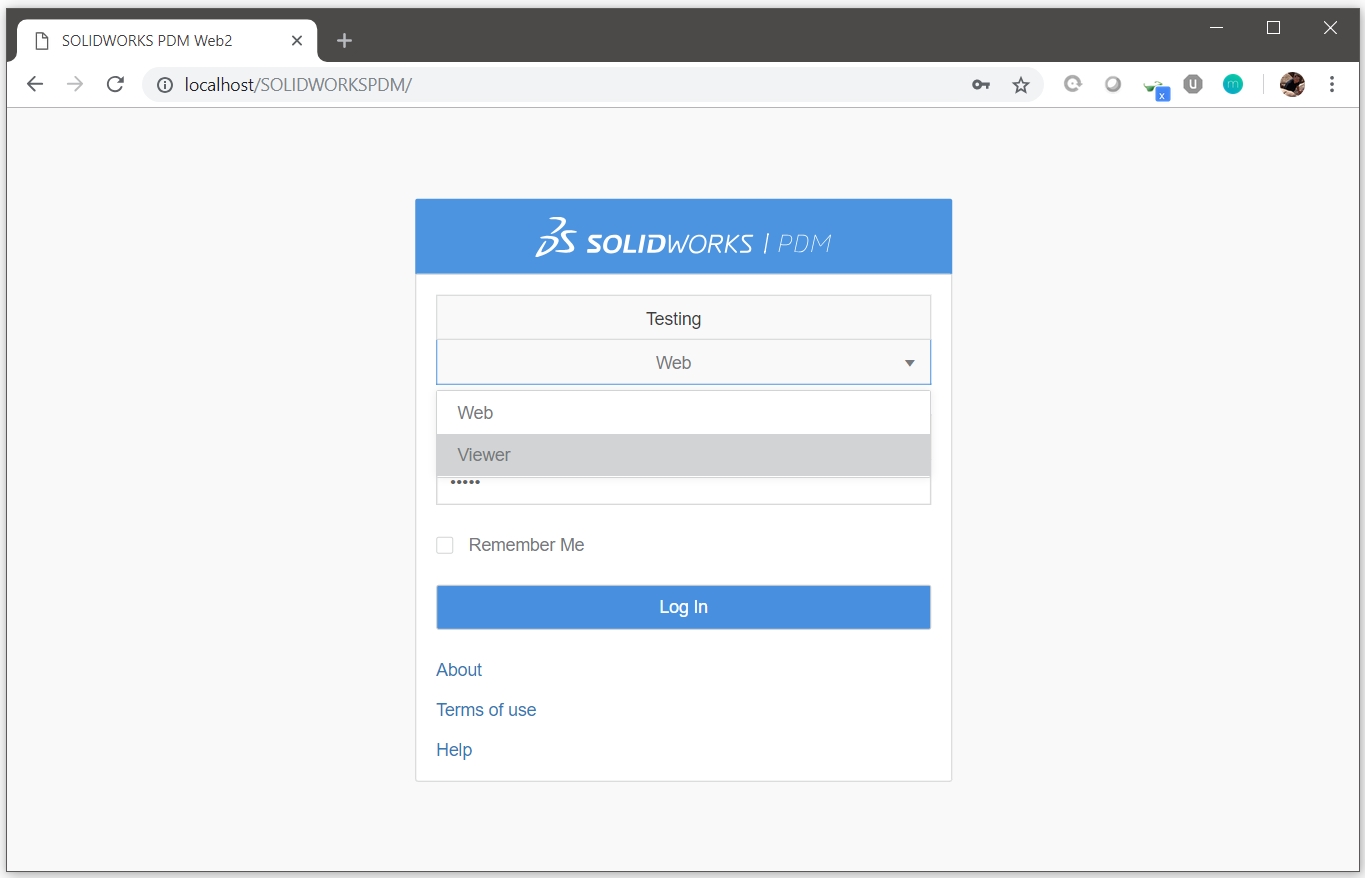 SOLIDWORKS PDM Web2
localhost/SOLIDWORKSPDM/
SOLIDWORKS | PDM
Testing
Web
Web
Viewer
•••••
Remember Me
Log In
About
Terms of use
Help